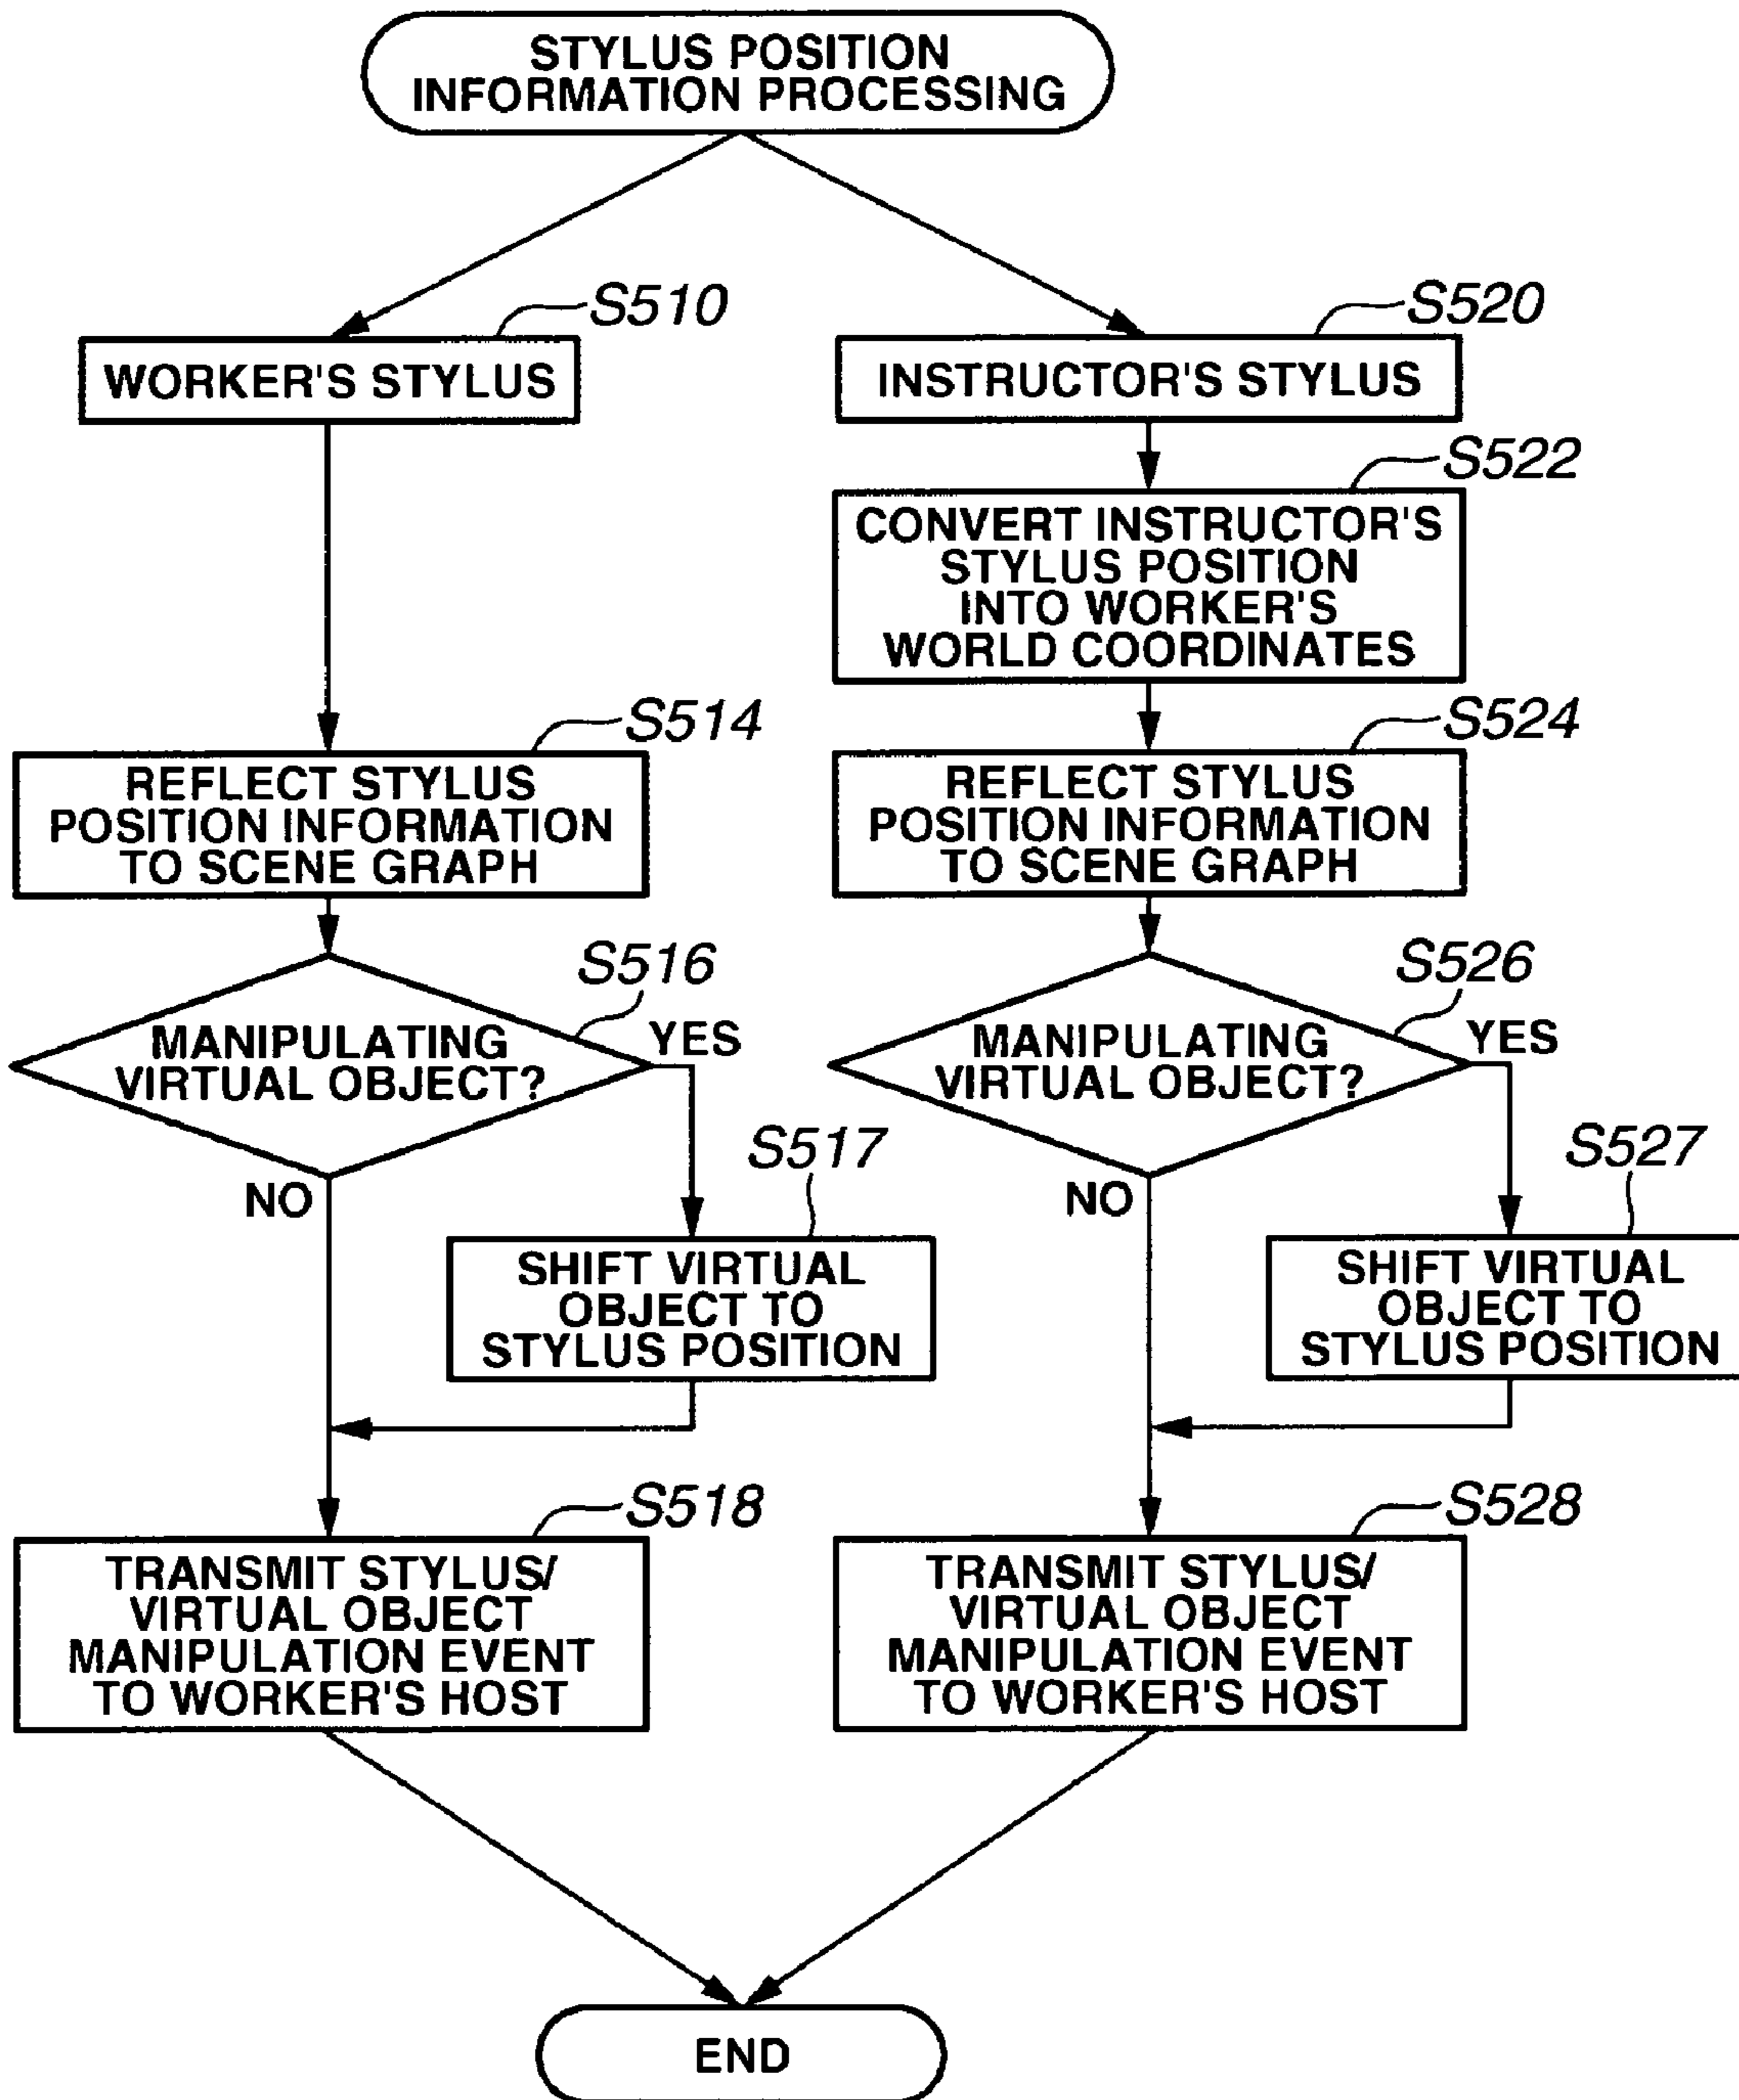 STYLUS POSITION
INFORMATION PROCESSING
S510
WORKER'S STYLUS
S520
INSTRUCTOR'S STYLUS
S522
CONVERT INSTRUCTOR'S
STYLUS POSITION
INTO WORKER'S
WORLD COORDINATES
S514
REFLECT STYLUS
POSITION INFORMATION
TO SCENE GRAPH
S524
REFLECT STYLUS
POSITION INFORMATION
TO SCENE GRAPH
S516
MANIPULATING
VIRTUAL OBJECT?
YES
NO
S517
SHIFT VIRTUAL
OBJECT TO
STYLUS POSITION
S526
MANIPULATING
VIRTUAL OBJECT?
YES
NO
S527
SHIFT VIRTUAL
OBJECT TO
STYLUS POSITION
S518
TRANSMIT STYLUS/
VIRTUAL OBJECT
MANIPULATION EVENT
TO WORKER'S HOST
S528
TRANSMIT STYLUS/
VIRTUAL OBJECT
MANIPULATION EVENT
TO WORKER'S HOST
END